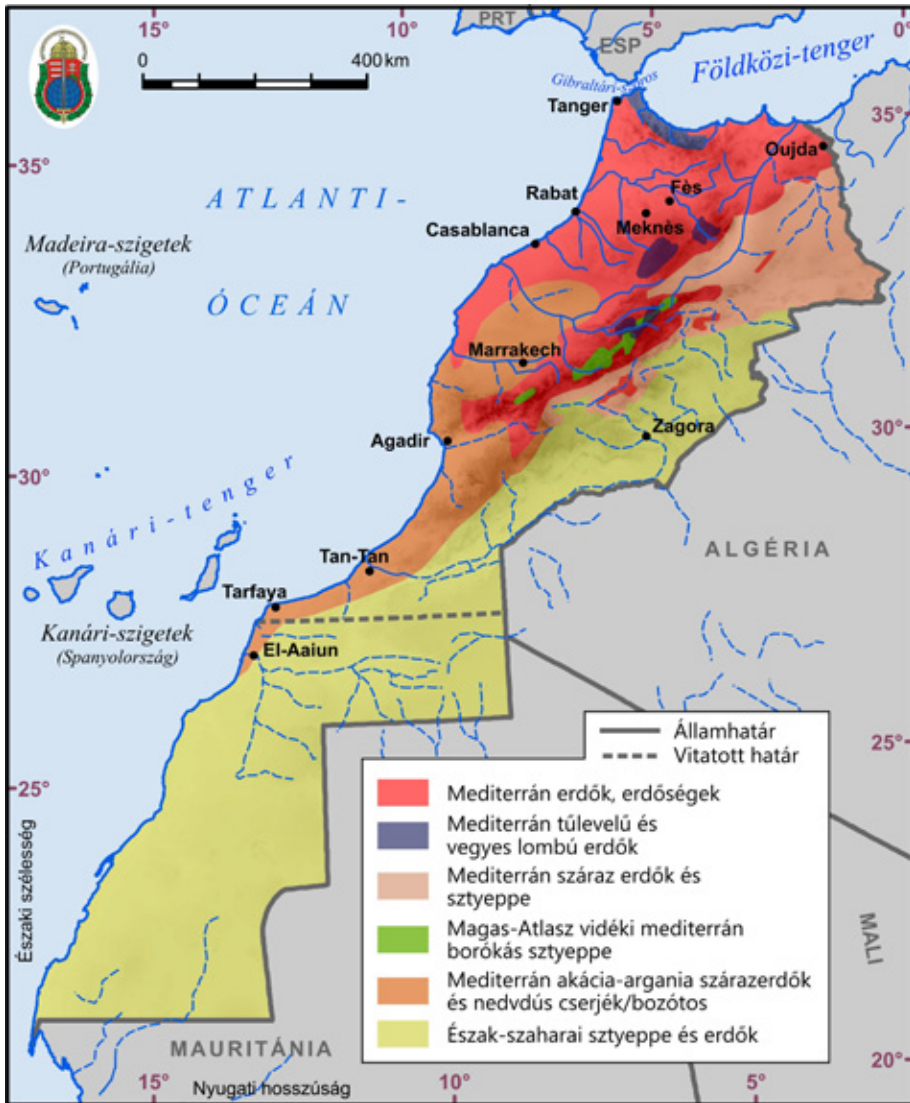 15°
10°
5°
0°
PRT
ESP
0
400 km
Földközi-tenger
Gibraltári-szoros
Tanger
35°
Oujda
35°
Fès
Rabat
Meknès
ATLANTI-
Casablanca
Madeira-szigetek
(Portugália)
ÓCEÁN
Marrakech
30°
Zagora
Agadir
30°
Kanári-tenger
ALGÉRIA
Tan-Tan
Tarfaya
Kanári-szigetek
(Spanyolország)
El-Aaiun
Államhatár
25°
Vitatott határ
25°
Mediterrán erdők, erdőségek
Mediterrán tűlevelű és
vegyes lombú erdők
Mediterrán száraz erdők és
sztyeppe
Magas-Atlasz vidéki mediterrán
borókás sztyeppe
Mediterrán akácia-argania szárazerdők
és nedvdús cserjék/bozótos
Észak-szaharai sztyeppe és erdők
Északi szélesség
MALI
MAURITÁNIA
20°
15°
Nyugati hosszúság
10°
5°